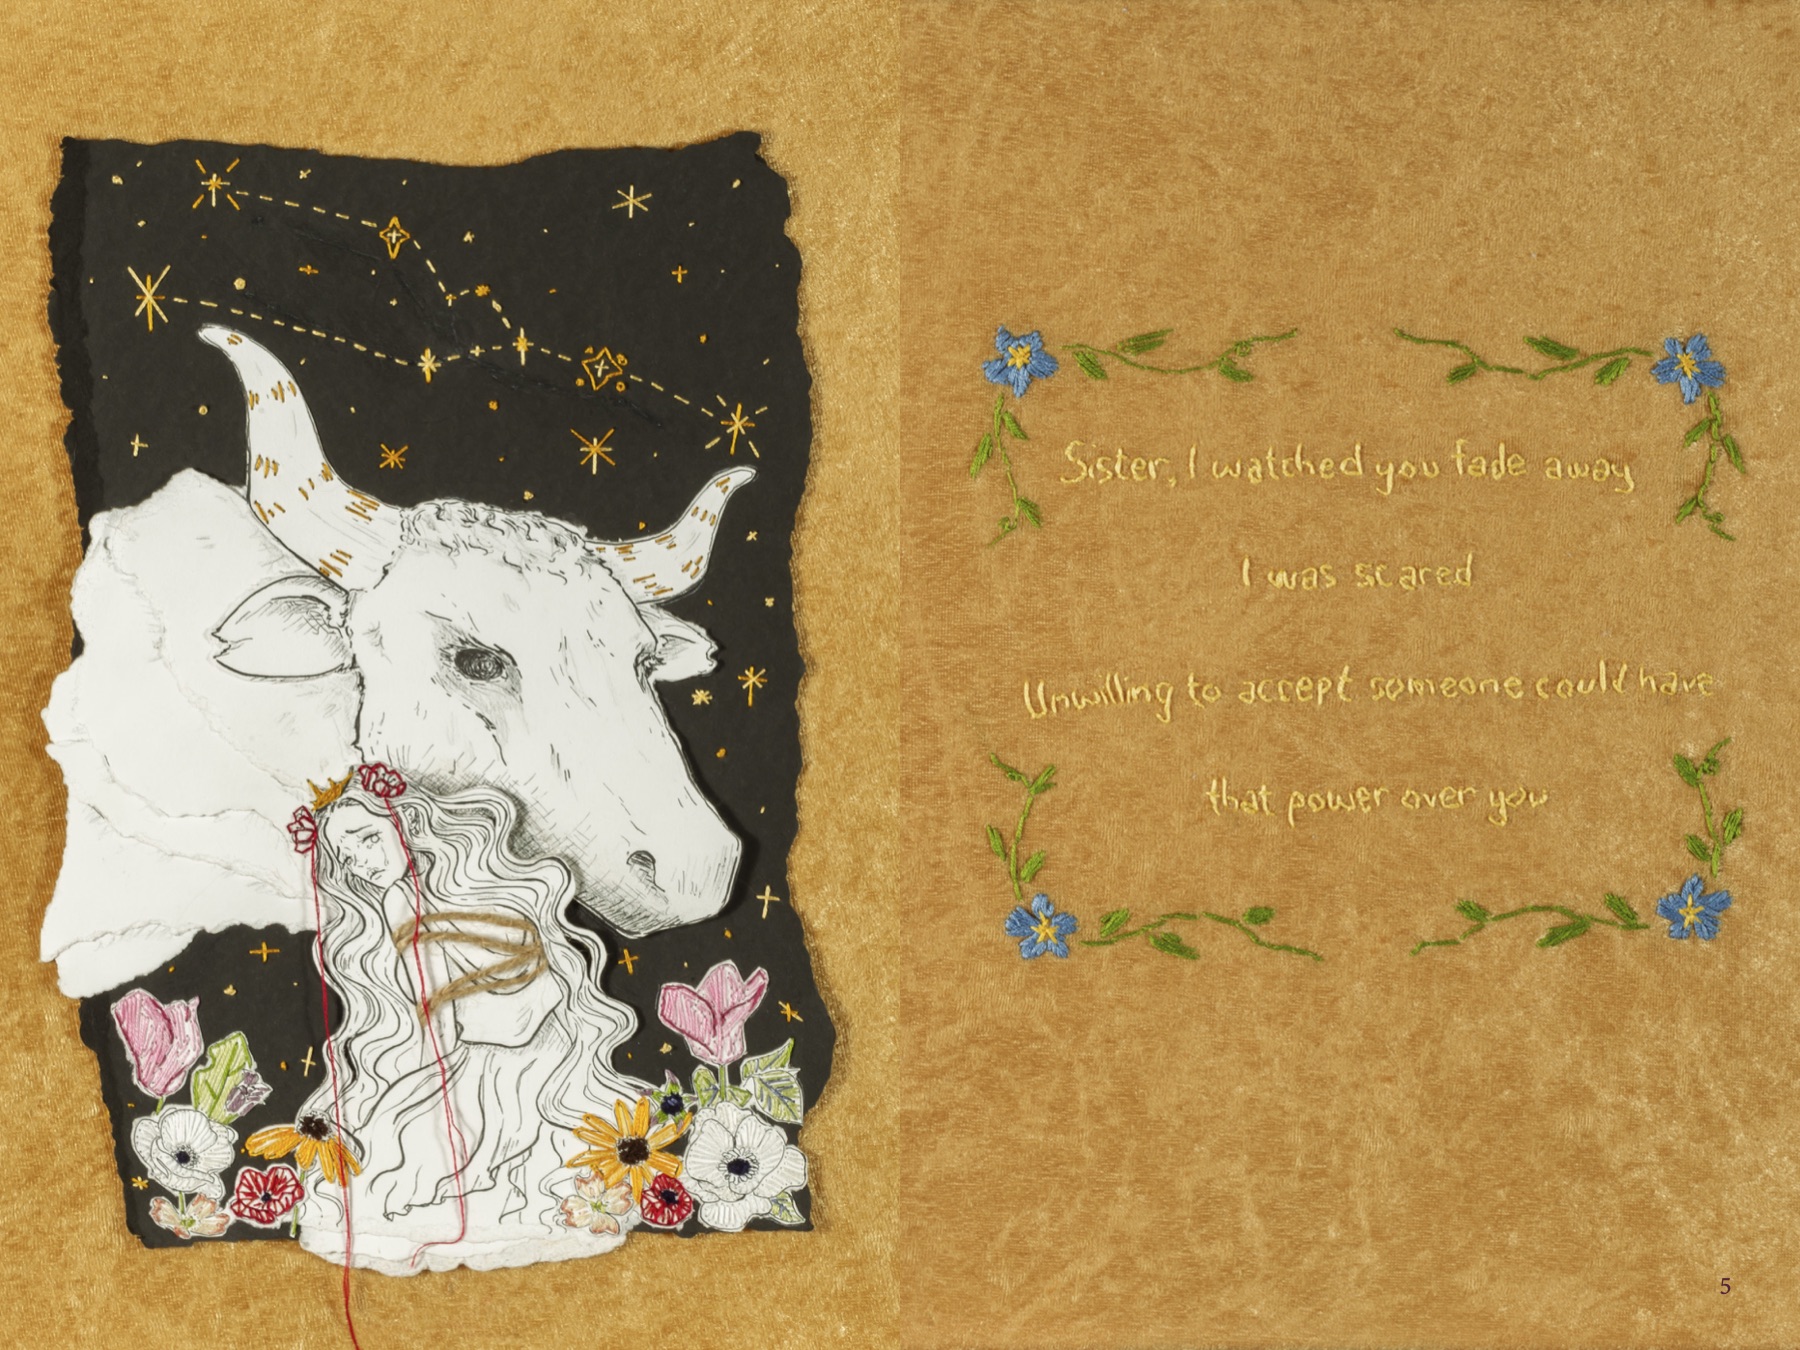 Sister, I watched you fade away
I was scared
Unwilling to accept someone could have
that power over you
5